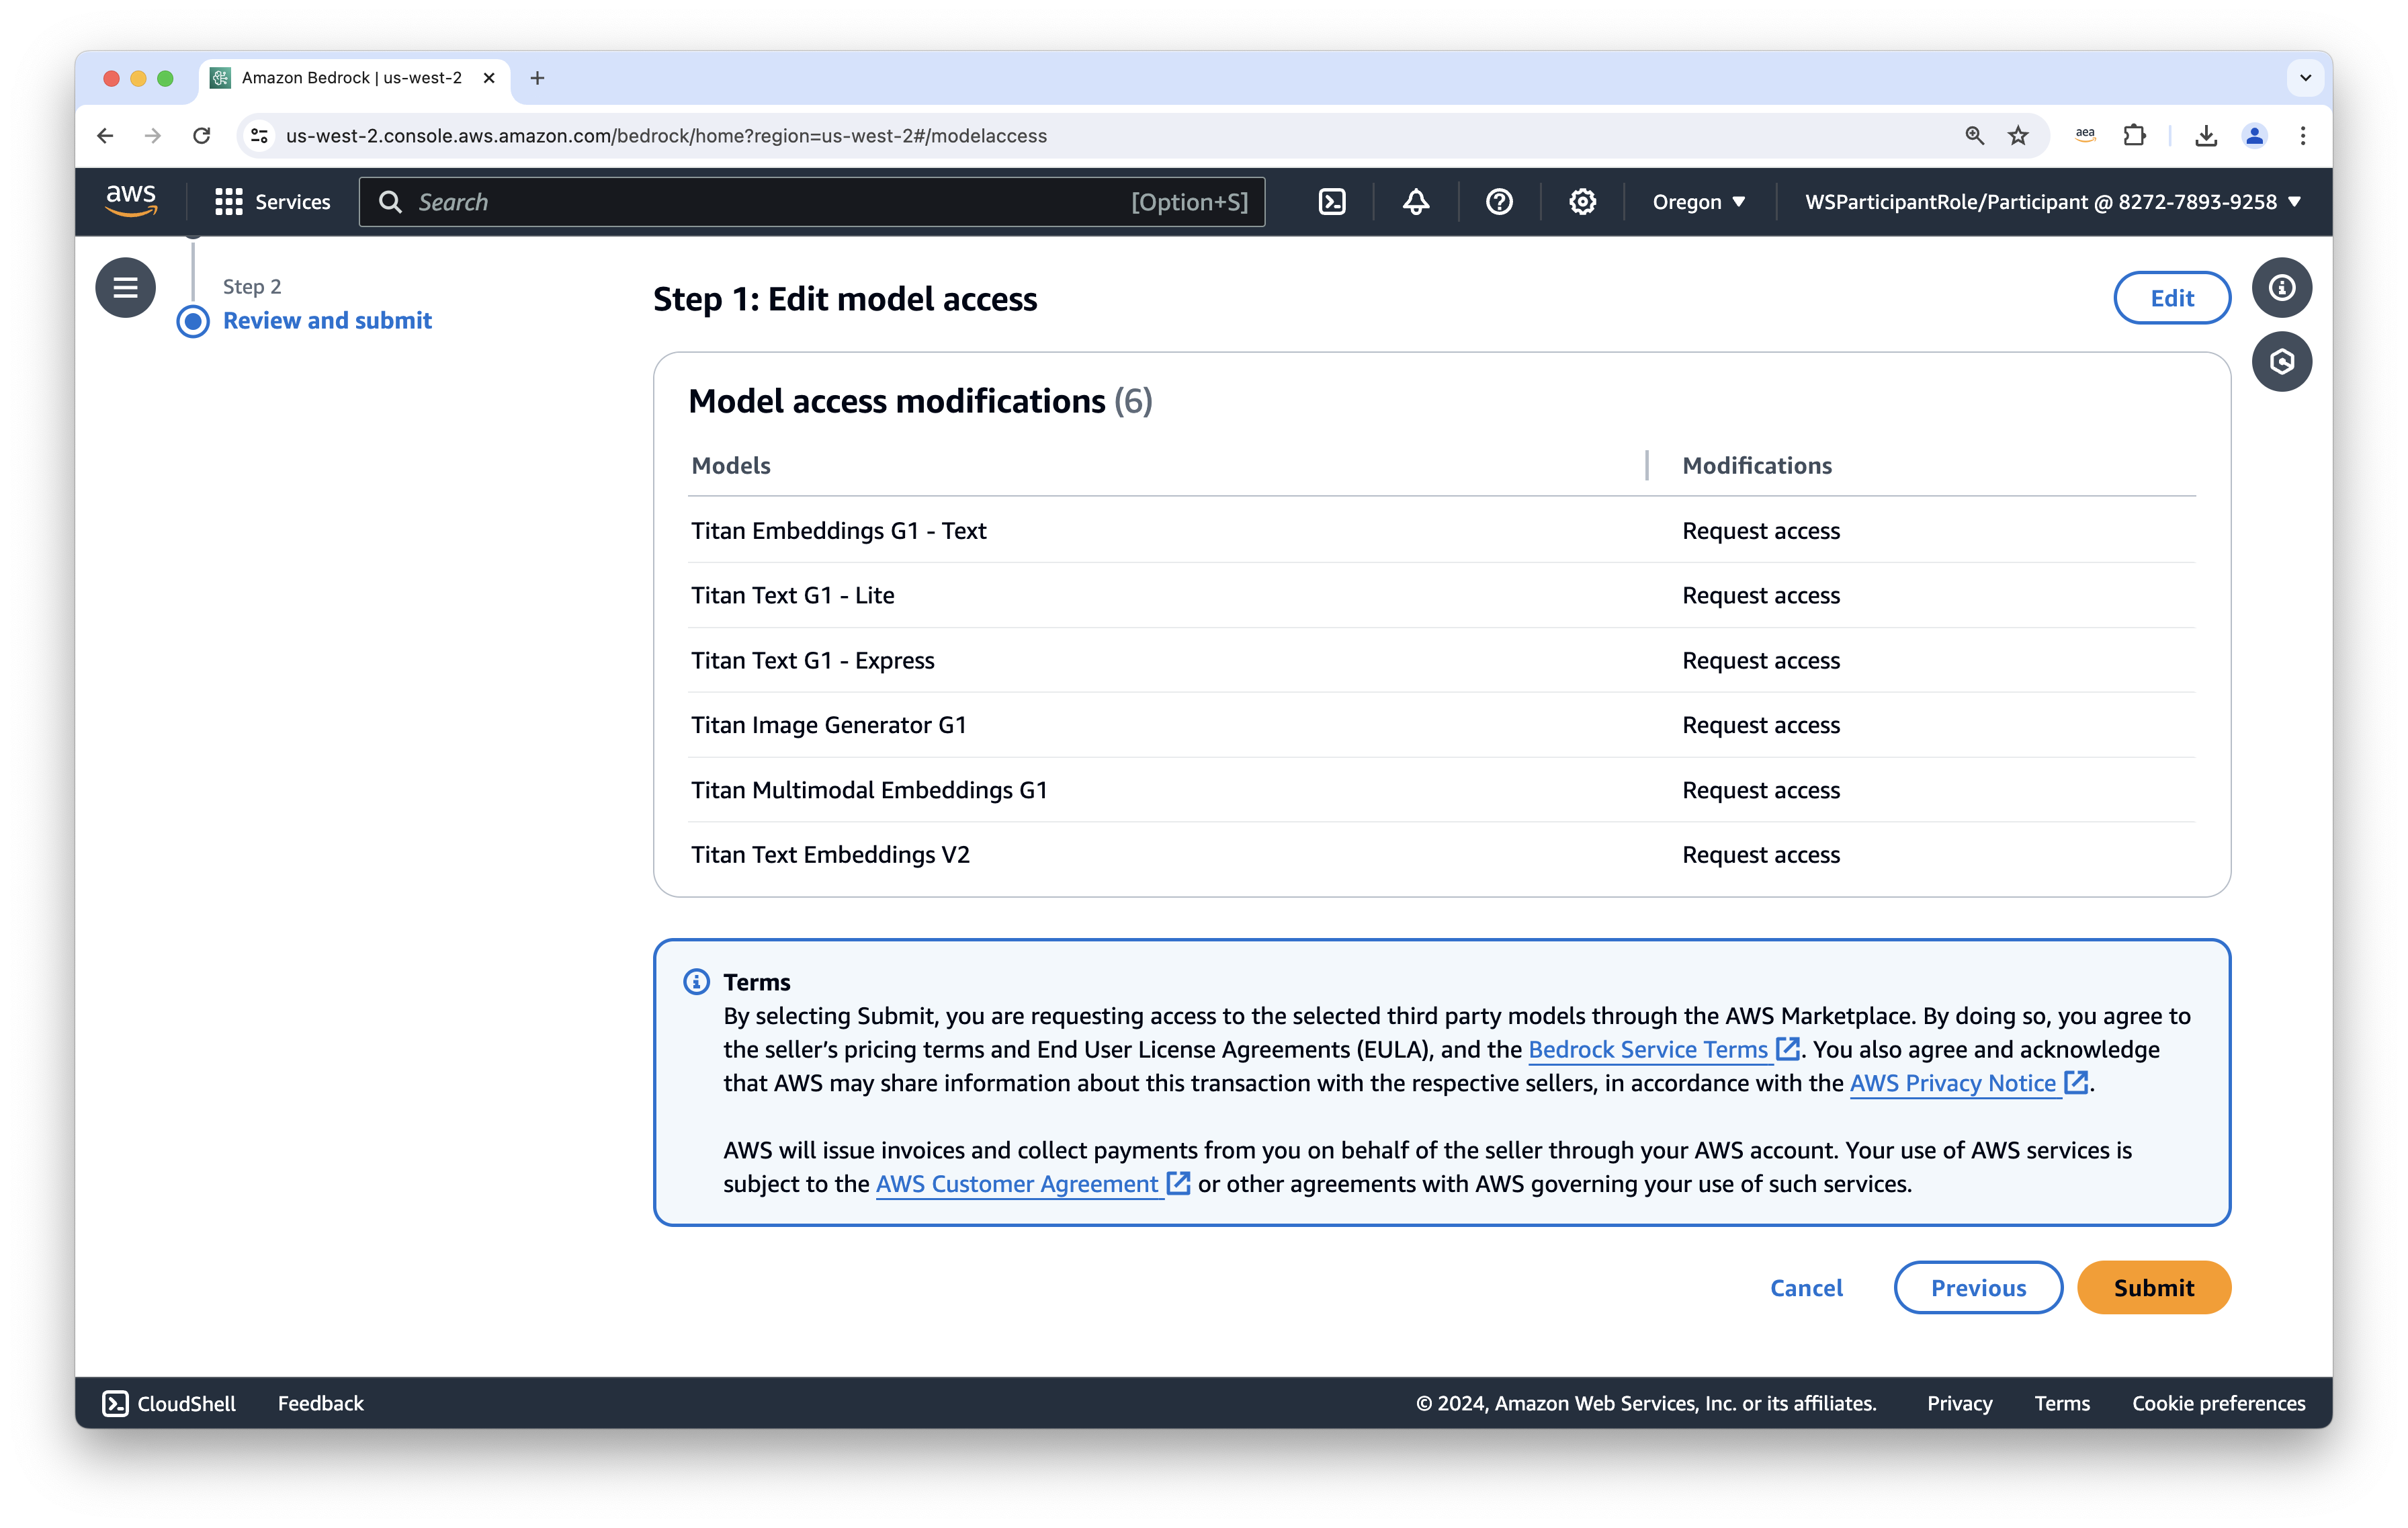 Amazon Bedrock | us-west-2
us-west-2.console.aws.amazon.com/bedrock/home?region=us-west-2#/modelaccess
aea
aws
Services
Search
[Option+S]
Oregon
WSParticipantRole/Participant @ 8272-7893-9258
Step 2
Review and submit
Step 1: Edit model access
Edit
Model access modifications (6)
Models
Modifications
Titan Embeddings G1 - Text
Request access
Titan Text G1 - Lite
Request access
Titan Text G1 - Express
Request access
Titan Image Generator G1
Request access
Titan Multimodal Embeddings G1
Request access
Titan Text Embeddings V2
Request access
Terms
By selecting Submit, you are requesting access to the selected third party models through the AWS Marketplace. By doing so, you agree to
the seller’s pricing terms and End User License Agreements (EULA), and the Bedrock Service Terms. You also agree and acknowledge
that AWS may share information about this transaction with the respective sellers, in accordance with the AWS Privacy Notice.
AWS will issue invoices and collect payments from you on behalf of the seller through your AWS account. Your use of AWS services is
subject to the AWS Customer Agreement or other agreements with AWS governing your use of such services.
Cancel
Previous
Submit
CloudShell
Feedback
© 2024, Amazon Web Services, Inc. or its affiliates.
Privacy
Terms
Cookie preferences